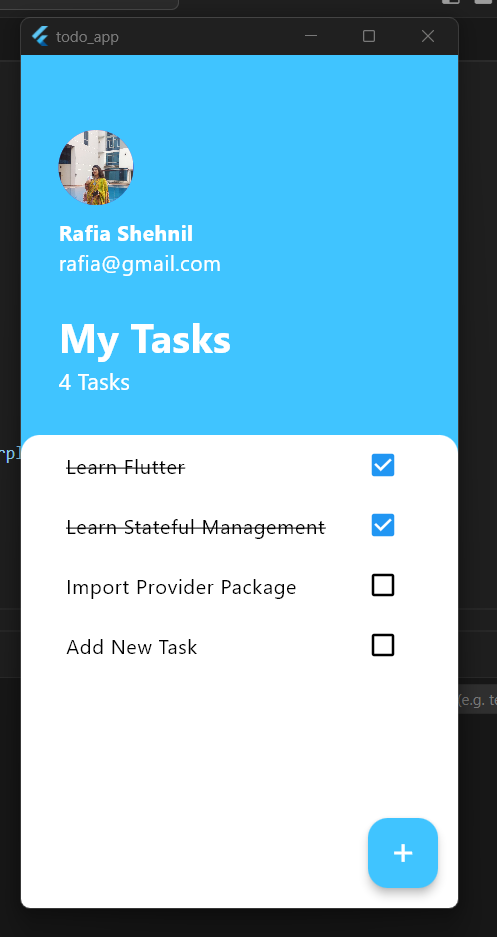 todo_app
Rafia Shehnil
rafia@gmail.com
My Tasks
4 Tasks
rpl
Learn Flutter
Learn Stateful Management
Import Provider Package
Add New Task
(e.g. te
+